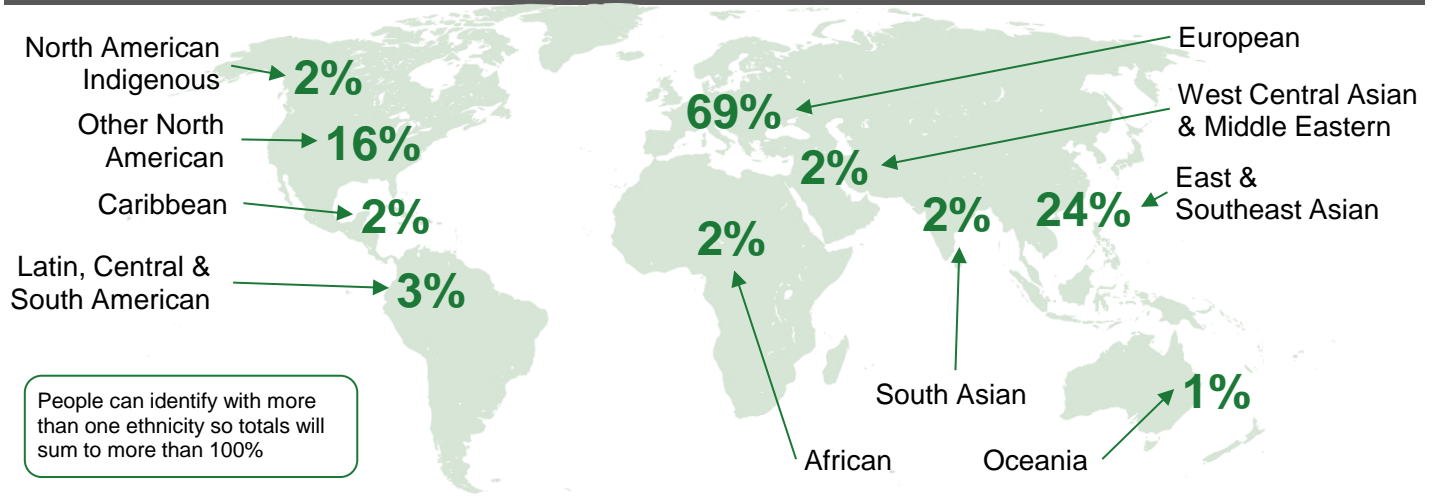 North American
Indigenous
2%
Other North
American
16%
Caribbean
2%
Latin, Central &
South American
3%
European
69%
West Central Asian
& Middle Eastern
2%
East &
Southeast Asian
24%
2%
South Asian
2%
African
1%
Oceania
People can identify with more
than one ethnicity so totals will
sum to more than 100%